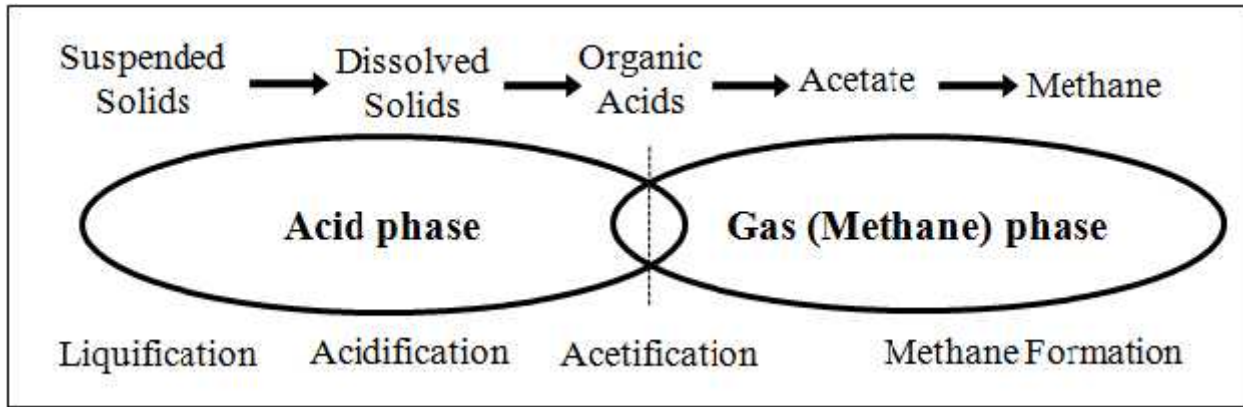 Suspended Solids → Dissolved Solids → Organic Acids → Acetate → Methane
Acid phase
Gas (Methane) phase
Liquification
Acidification
Acetification
Methane Formation